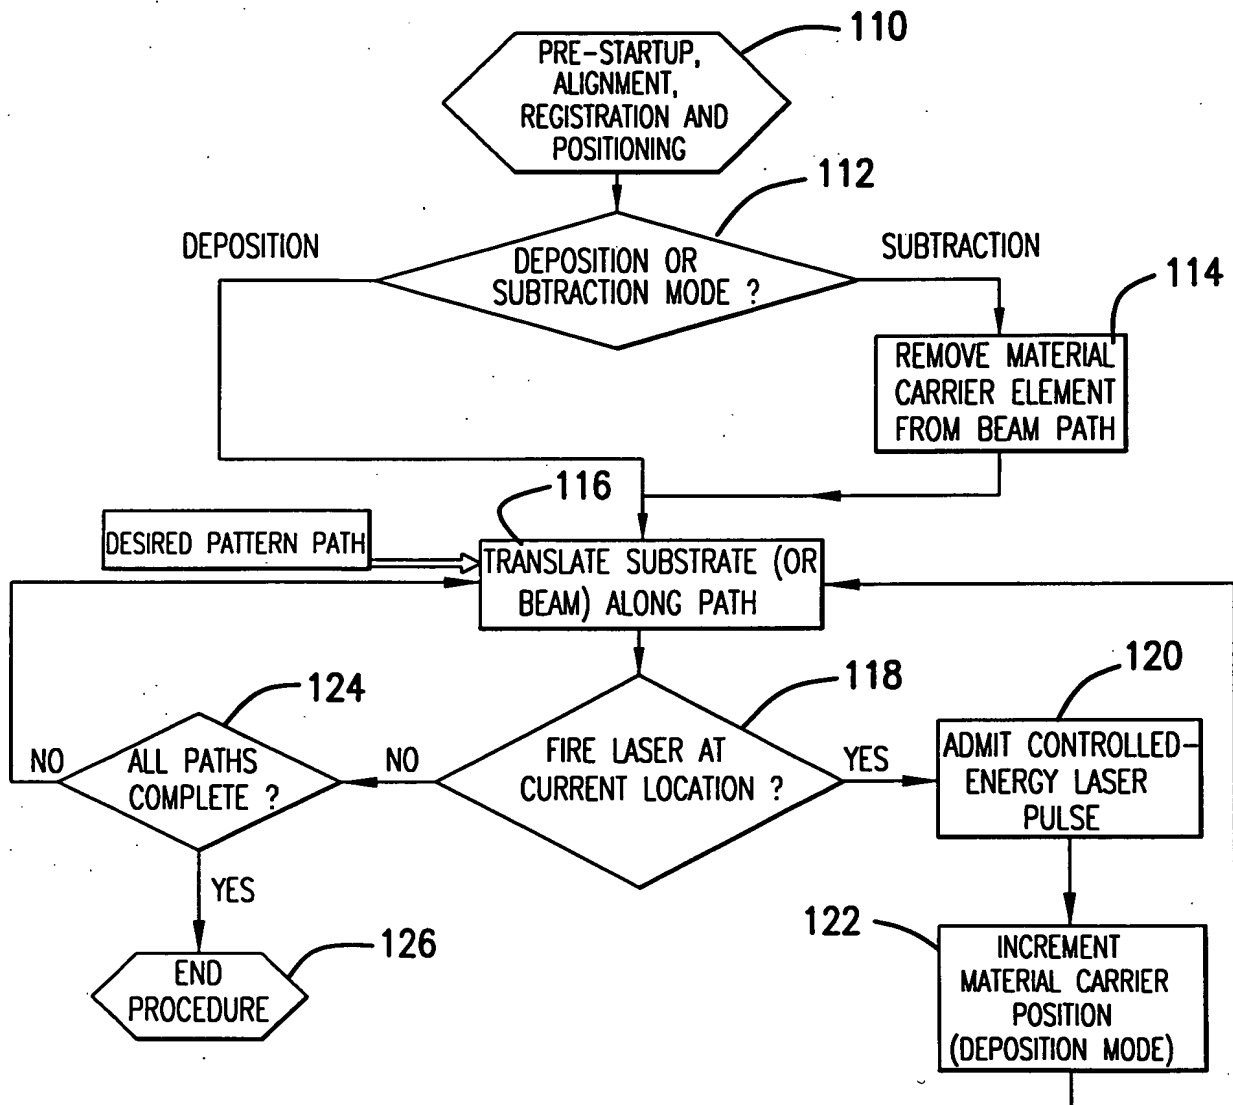 110
PRE-STARTUP,
ALIGNMENT,
REGISTRATION AND
POSITIONING
112
DEPOSITION
DEPOSITION OR
SUBTRACTION MODE ?
SUBTRACTION
114
REMOVE MATERIAL
CARRIER ELEMENT
FROM BEAM PATH
116
DESIRED PATTERN PATH
TRANSLATE SUBSTRATE (OR
BEAM) ALONG PATH
118
FIRE LASER AT
CURRENT LOCATION ?
NO
YES
120
ADMIT CONTROLLED-
ENERGY LASER
PULSE
124
ALL PATHS
COMPLETE ?
NO
YES
122
INCREMENT
MATERIAL CARRIER
POSITION
(DEPOSITION MODE)
126
END
PROCEDURE